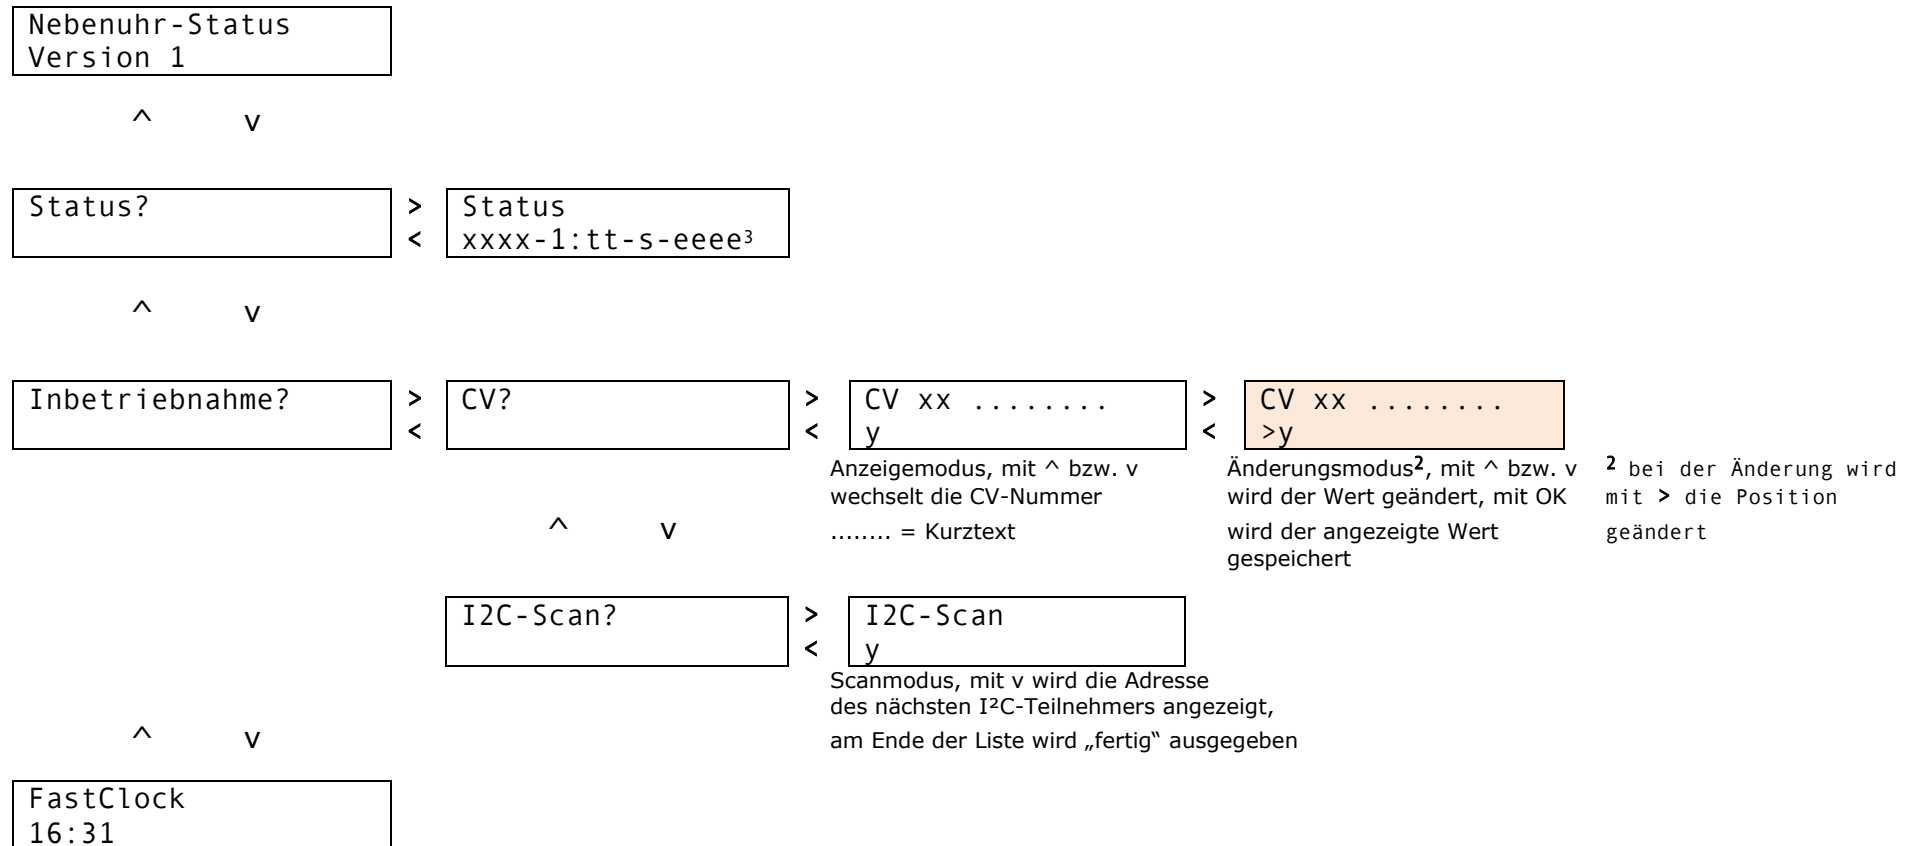 Nebenuhr-Status
Version 1
^ v
Status? > Status
< xxxx-1:tt-s-eeee³
^ v
Inbetriebnahme? > CV? > CV xx ........ > CV xx ........
< < y < >y
Anzeigemodus, mit ^ bzw. v
wechselt die CV-Nummer
........ = Kurztext
Änderungsmodus², mit ^ bzw. v
wird der Wert geändert, mit OK
wird der angezeigte Wert
gespeichert
² bei der Änderung wird
mit > die Position
geändert
^ v
I2C-Scan? > I2C-Scan
< y
Scanmodus, mit v wird die Adresse
des nächsten I²C-Teilnehmers angezeigt,
am Ende der Liste wird „fertig“ ausgegeben
^ v
FastClock
16:31